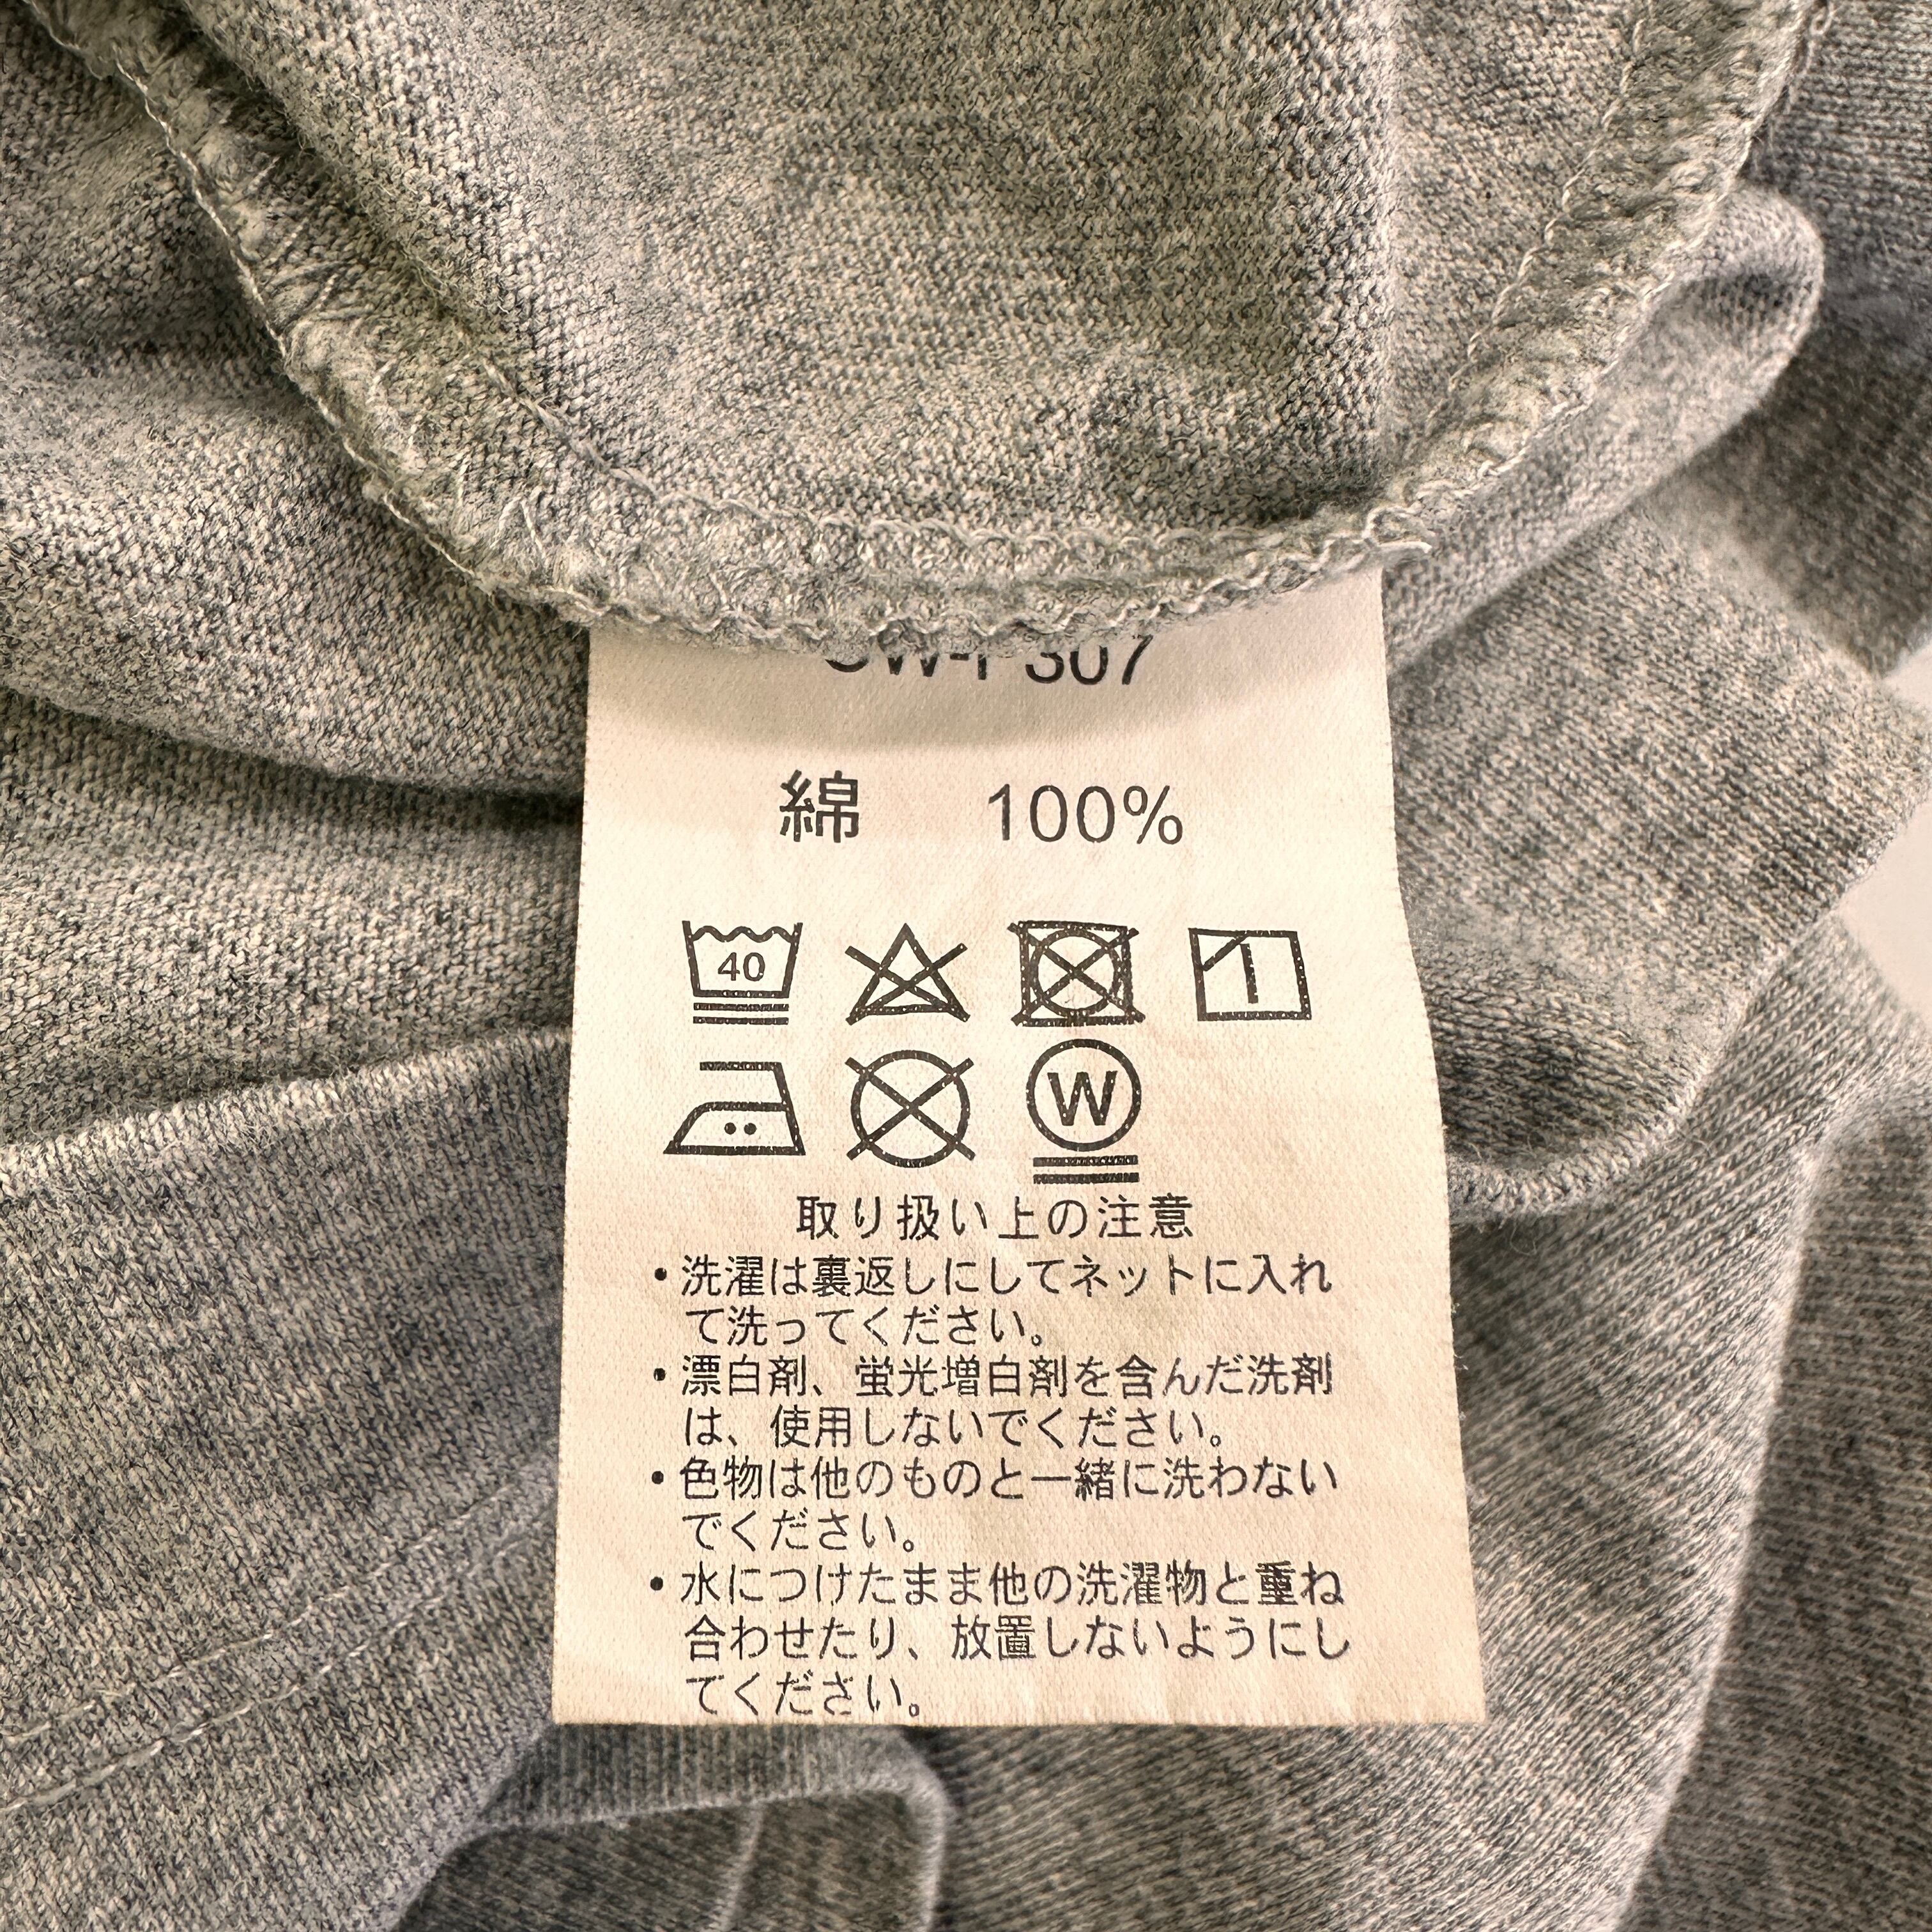 綿 100%
40
W
取り扱い上の注意
・洗濯は裏返しにしてネットに入れ
て洗ってください。
・漂白剤、蛍光増白剤を含んだ洗剤
は、使用しないでください。
・色物は他のものと一緒に洗わない
でください。
・水につけたまま他の洗濯物と重ね
合わせたり、放置しないようにし
てください。